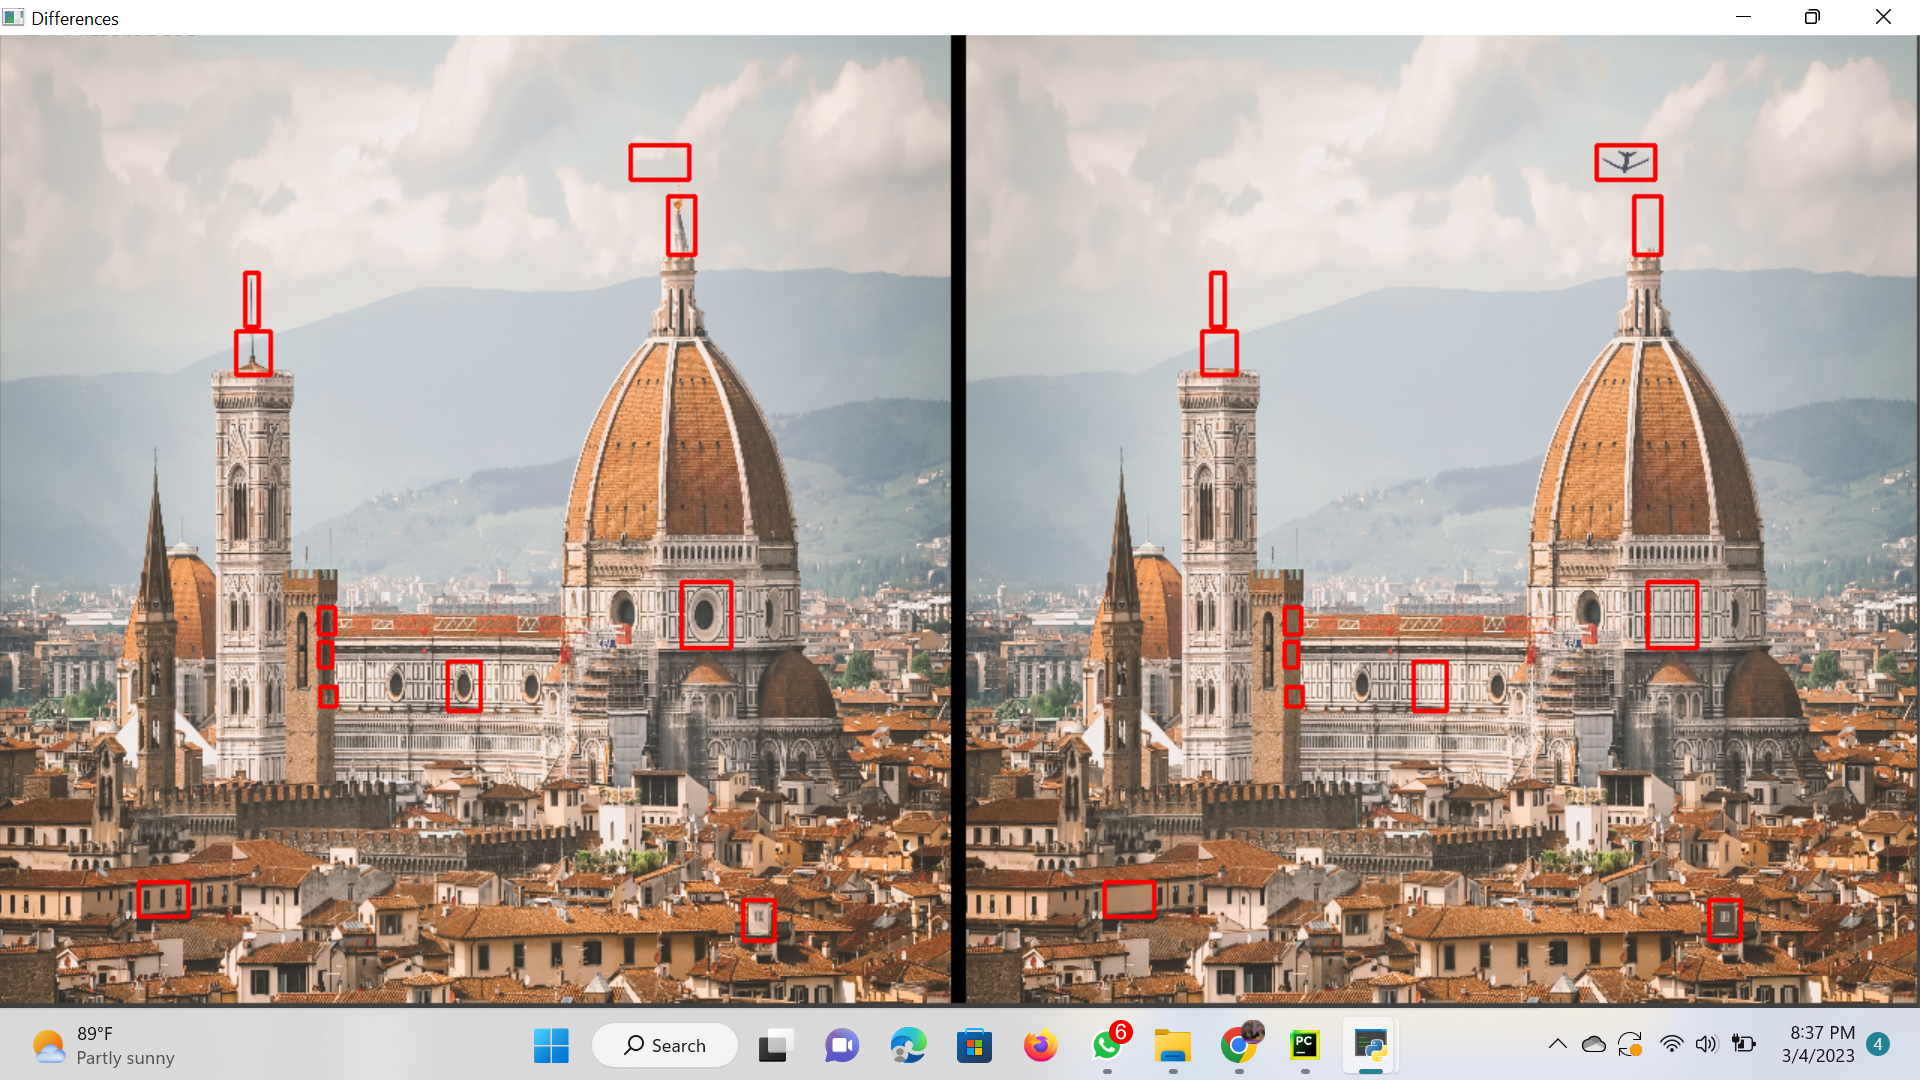 Differences
89°F
Partly sunny
Search
6
PC
8:37 PM
3/4/2023
4